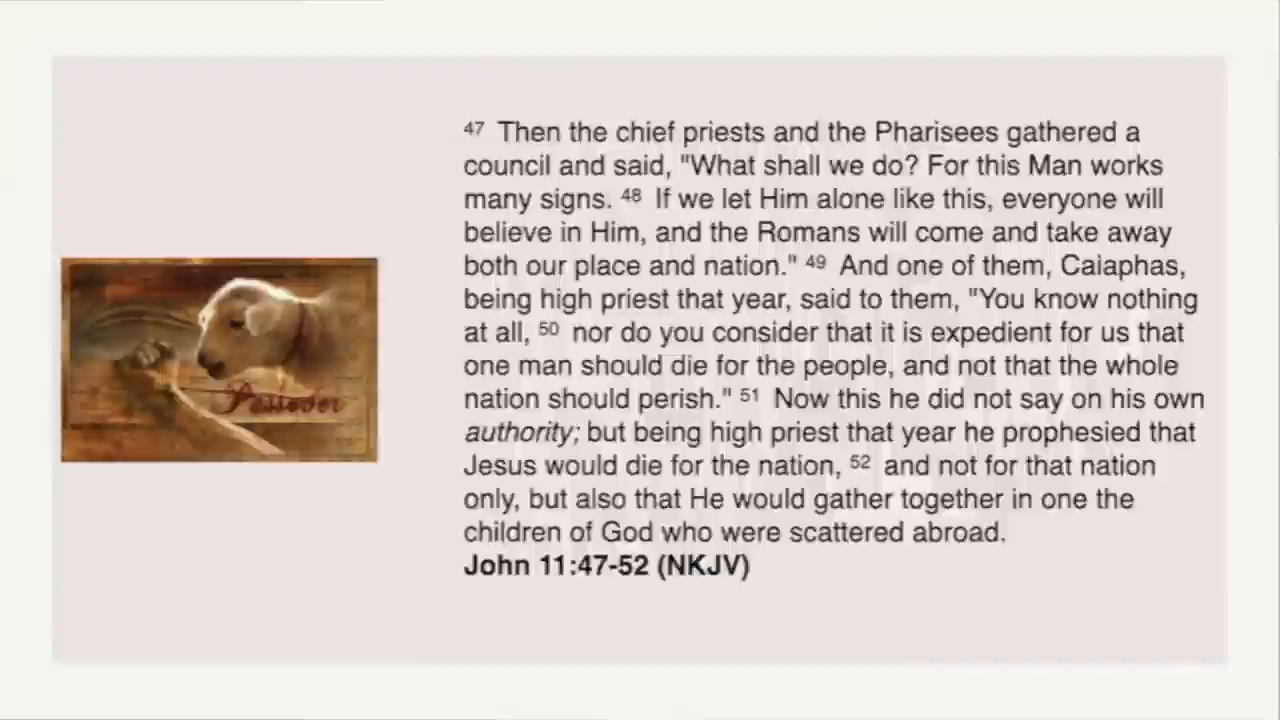 47 Then the chief priests and the Pharisees gathered a
council and said, "What shall we do? For this Man works
many signs. 48 If we let Him alone like this, everyone will
believe in Him, and the Romans will come and take away
both our place and nation." 49 And one of them, Caiaphas,
being high priest that year, said to them, "You know nothing
at all, 50 nor do you consider that it is expedient for us that
one man should die for the people, and not that the whole
nation should perish." 51 Now this he did not say on his own
authority; but being high priest that year he prophesied that
Jesus would die for the nation, 52 and not for that nation
only, but also that He would gather together in one the
children of God who were scattered abroad.
John 11:47-52 (NKJV)
Passover